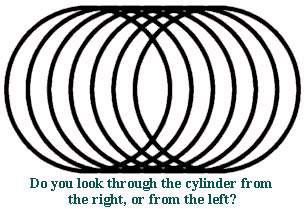 Do you look through the cylinder from
the right, or from the left?